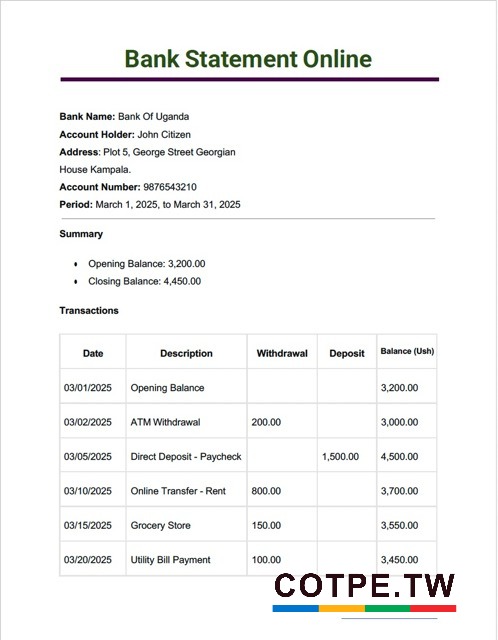 Bank Statement Online
Bank Name: Bank Of Uganda
Account Holder: John Citizen
Address: Plot 5, George Street Georgian
House Kampala.
Account Number: 9876543210
Period: March 1, 2025, to March 31, 2025
Summary
• Opening Balance: 3,200.00
• Closing Balance: 4,450.00
Transactions
Date Description Withdrawal Deposit Balance (Ush)
03/01/2025 Opening Balance 3,200.00
03/02/2025 ATM Withdrawal 200.00 3,000.00
03/05/2025 Direct Deposit - Paycheck 1,500.00 4,500.00
03/10/2025 Online Transfer - Rent 800.00 3,700.00
03/15/2025 Grocery Store 150.00 3,550.00
03/20/2025 Utility Bill Payment 100.00 3,450.00
COTPE.TW